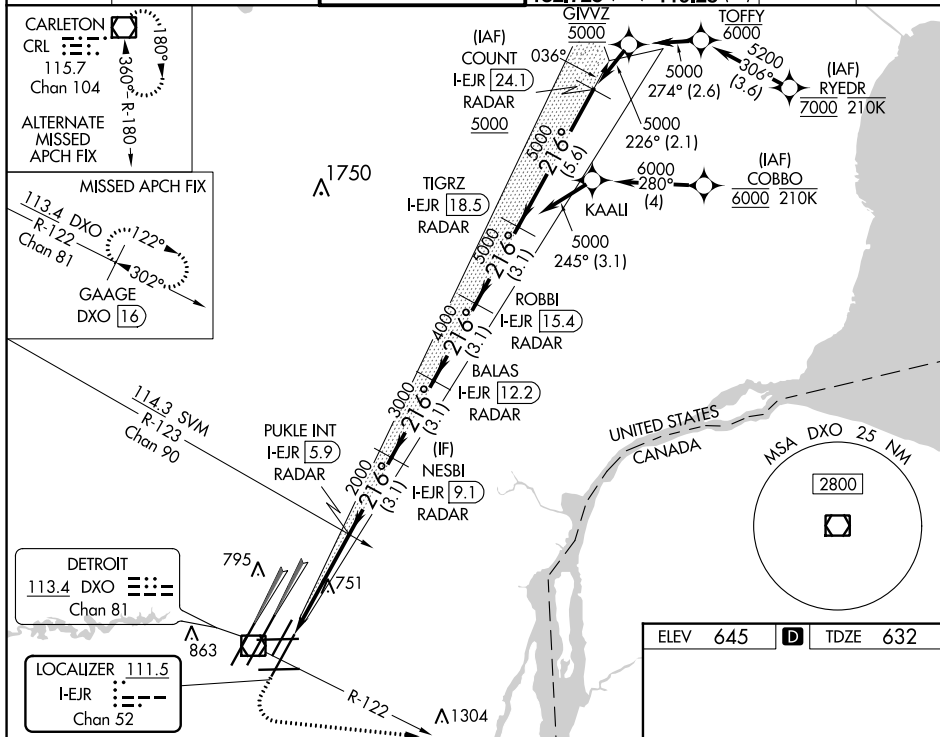 CARLETON
CRL
115.7
Chan 104
180°
360°
R-180
ALTERNATE
MISSED
APCH FIX
GIVVZ
5000
TOFFY
6000
(IAF)
COUNT
I-EJR 24.1
RADAR
5000
036°
5000
274° (2.6)
5200
306°
(3.6)
(IAF)
RYEDR
7000 210K
5000
226° (2.1)
5000
216°
(5.6)
1750
MISSED APCH FIX
113.4 DXO
R-122
Chan 81
122°
302°
GAAGE
DXO 16
TIGRZ
I-EJR 18.5
RADAR
6000
280°
(4)
KAALI
(IAF)
COBBO
6000 210K
5000
245° (3.1)
5000
216°
(3.1)
ROBBI
I-EJR 15.4
RADAR
4000
216°
(3.1)
BALAS
I-EJR 12.2
RADAR
3000
216°
(3.1)
114.3 SVM
R-123
Chan 90
PUKLE INT
I-EJR 5.9
RADAR
(IF)
NESBI
I-EJR 9.1
RADAR
2000
216°
(3.1)
UNITED STATES
CANADA
MSA DXO 25 NM
2800
DETROIT
113.4 DXO
Chan 81
795
751
863
LOCALIZER 111.5
I-EJR
Chan 52
R-122
1304
ELEV 645 D TDZE 632